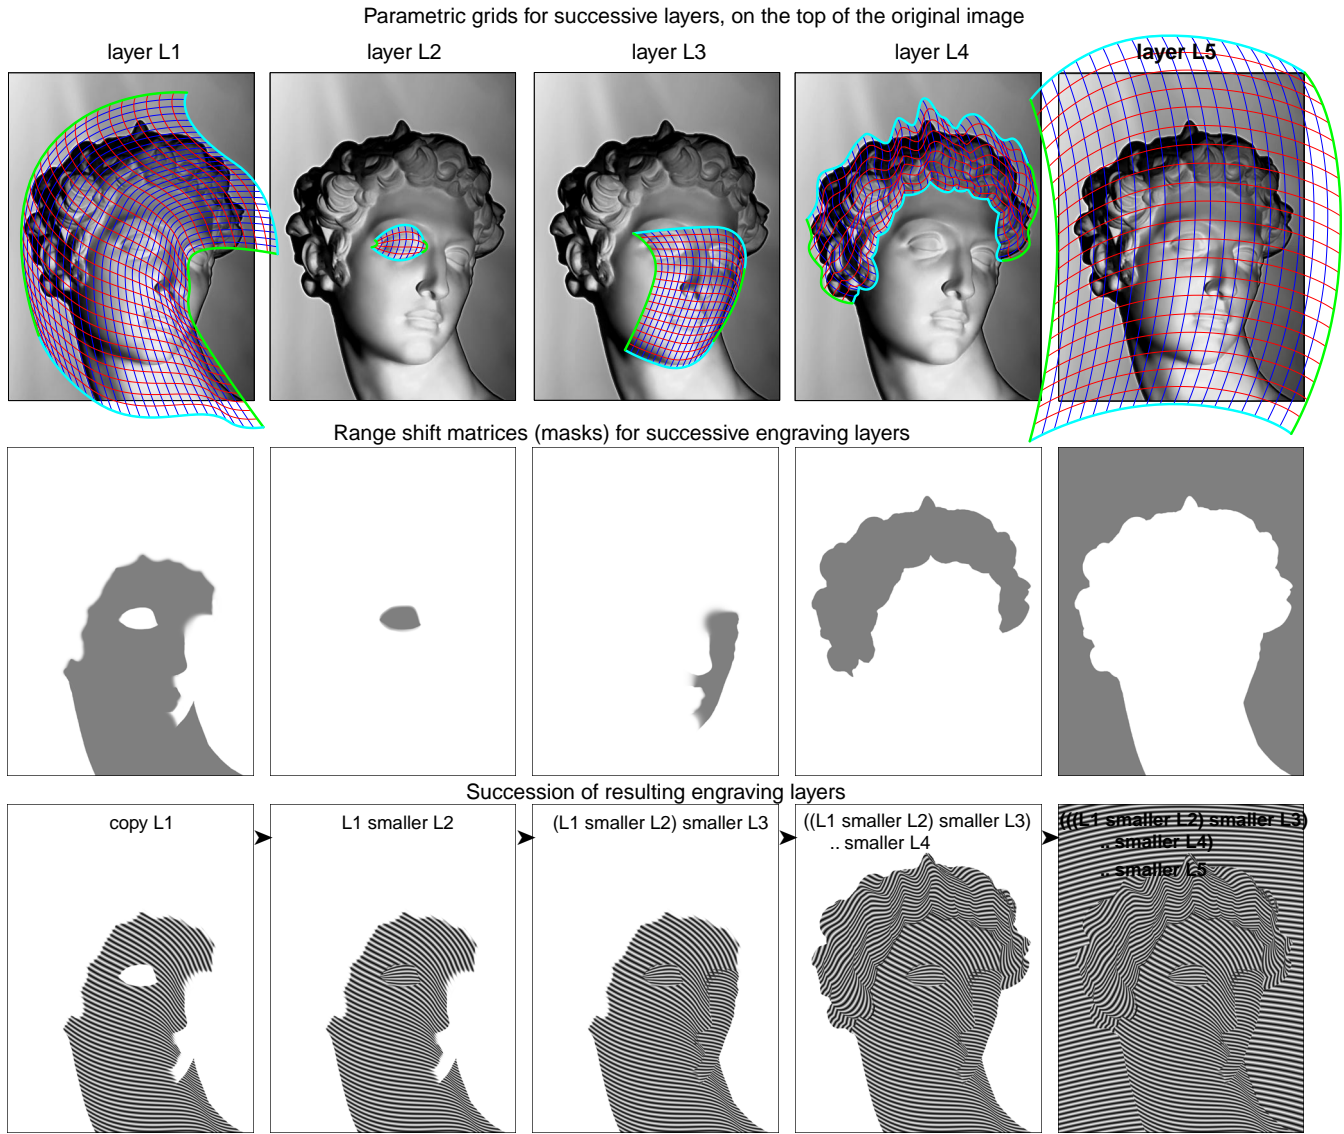 Parametric grids for successive layers, on the top of the original image
layer L1
layer L2
layer L3
layer L4
layer L5
Range shift matrices (masks) for successive engraving layers
Succession of resulting engraving layers
copy L1
L1 smaller L2
(L1 smaller L2) smaller L3
((L1 smaller L2) smaller L3)
.. smaller L4
(((L1 smaller L2) smaller L3)
.. smaller L4)
.. smaller L5